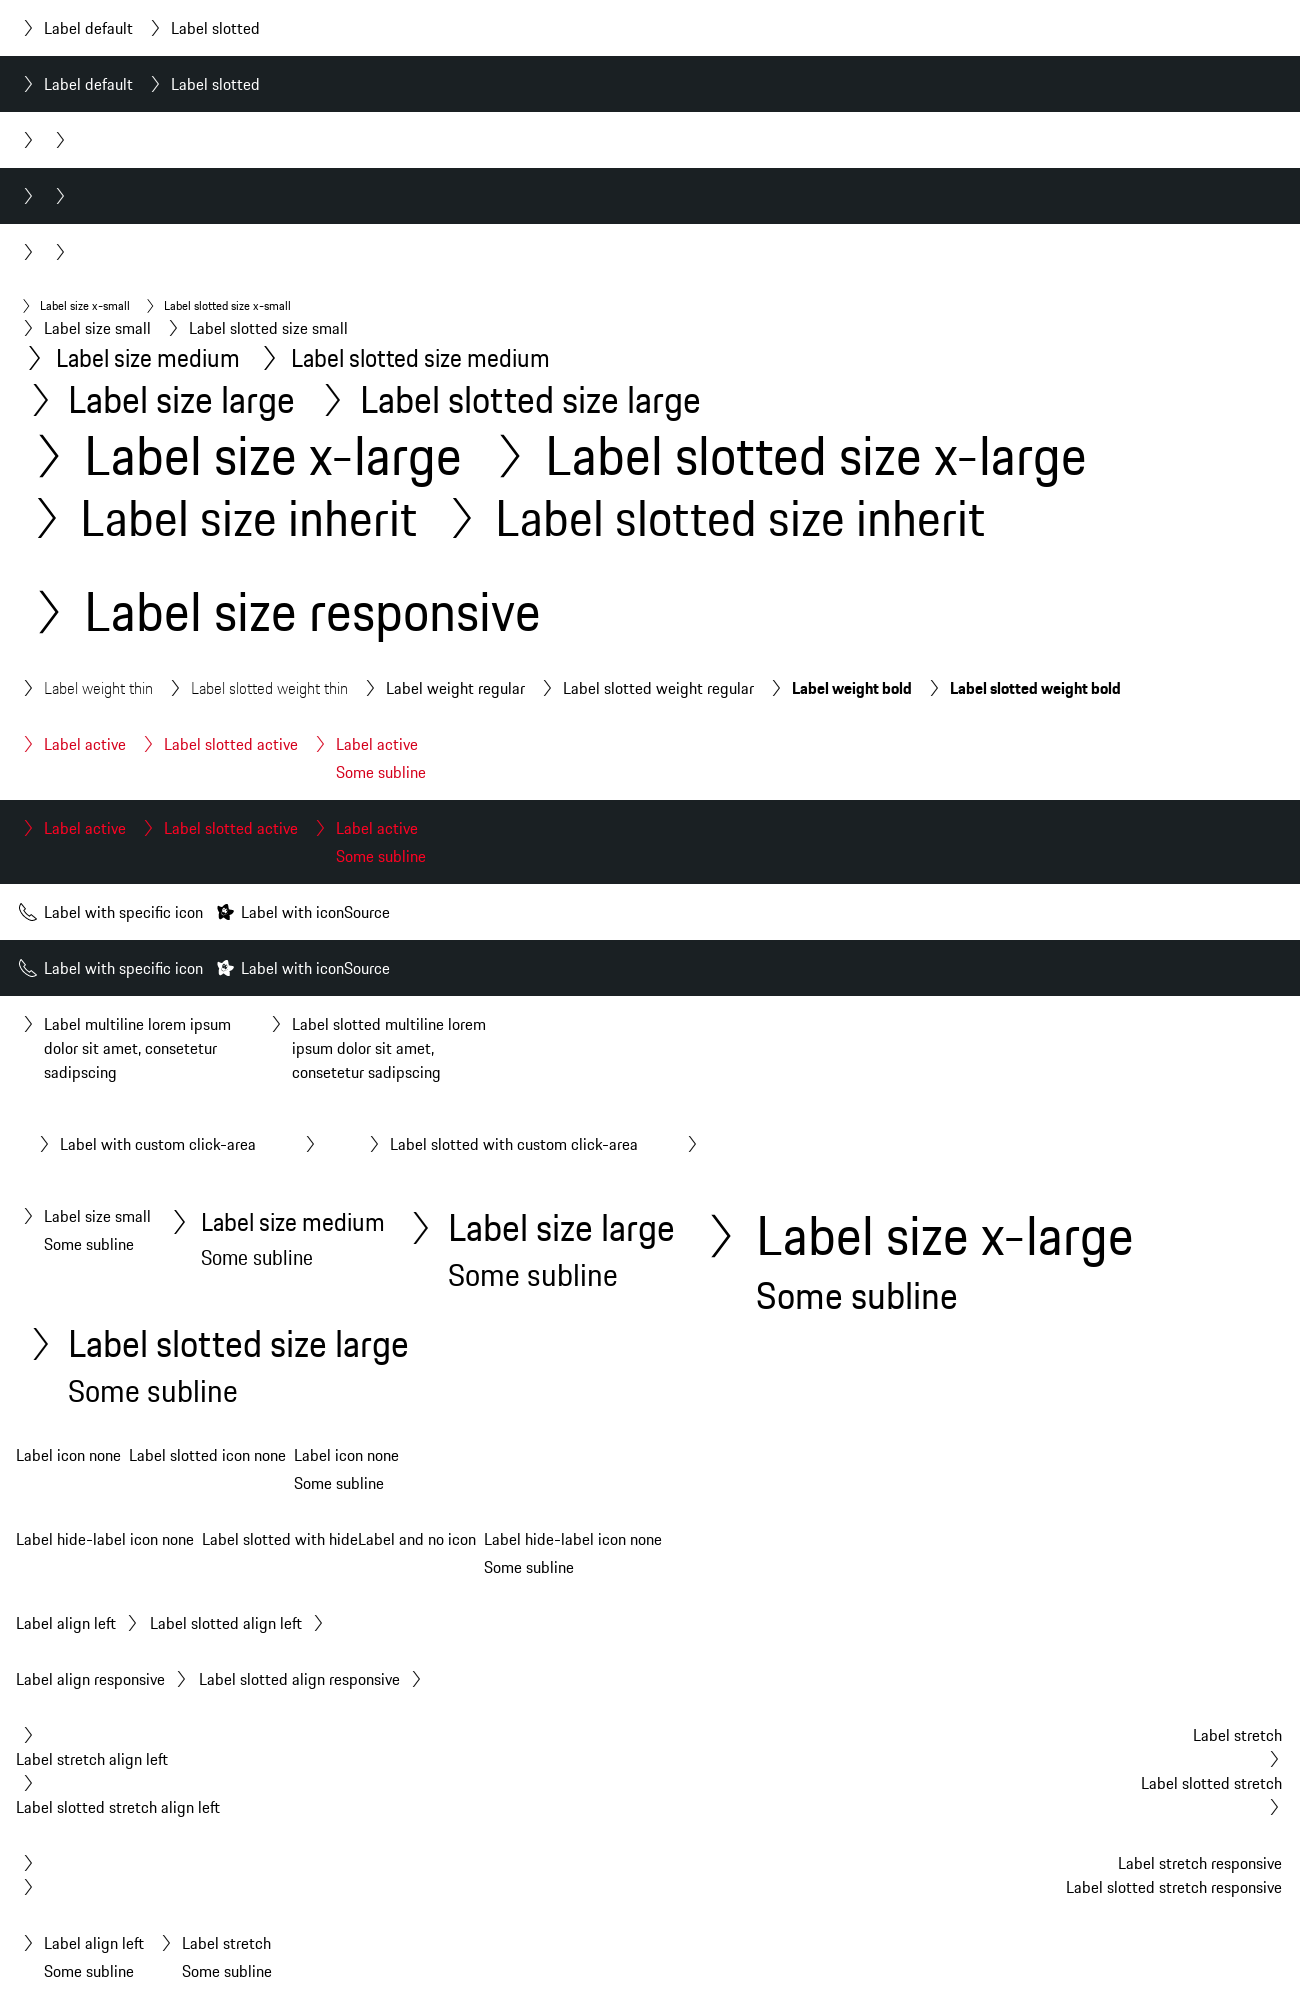 Label default Label slotted
Label default Label slotted
Label size x-small Label slotted size x-small
Label size small Label slotted size small
Label size medium Label slotted size medium
Label size large Label slotted size large
Label size x-large Label slotted size x-large
Label size inherit Label slotted size inherit
Label size responsive
Label weight thin Label slotted weight thin Label weight regular Label slotted weight regular Label weight bold Label slotted weight bold
Label active Label slotted active Label active
Some subline
Label active Label slotted active Label active
Some subline
Label with specific icon Label with iconSource
Label with specific icon Label with iconSource
Label multiline lorem ipsum
dolor sit amet, consetetur
sadipscing
Label slotted multiline lorem
ipsum dolor sit amet,
consetetur sadipscing
Label with custom click-area Label slotted with custom click-area
Label size small
Some subline
Label size medium
Some subline
Label size large
Some subline
Label size x-large
Some subline
Label slotted size large
Some subline
Label icon none Label slotted icon none Label icon none
Some subline
Label hide-label icon none Label slotted with hideLabel and no icon Label hide-label icon none
Some subline
Label align left Label slotted align left
Label align responsive Label slotted align responsive
Label stretch
Label stretch align left
Label slotted stretch
Label slotted stretch align left
Label stretch responsive
Label slotted stretch responsive
Label align left Label stretch
Some subline Some subline